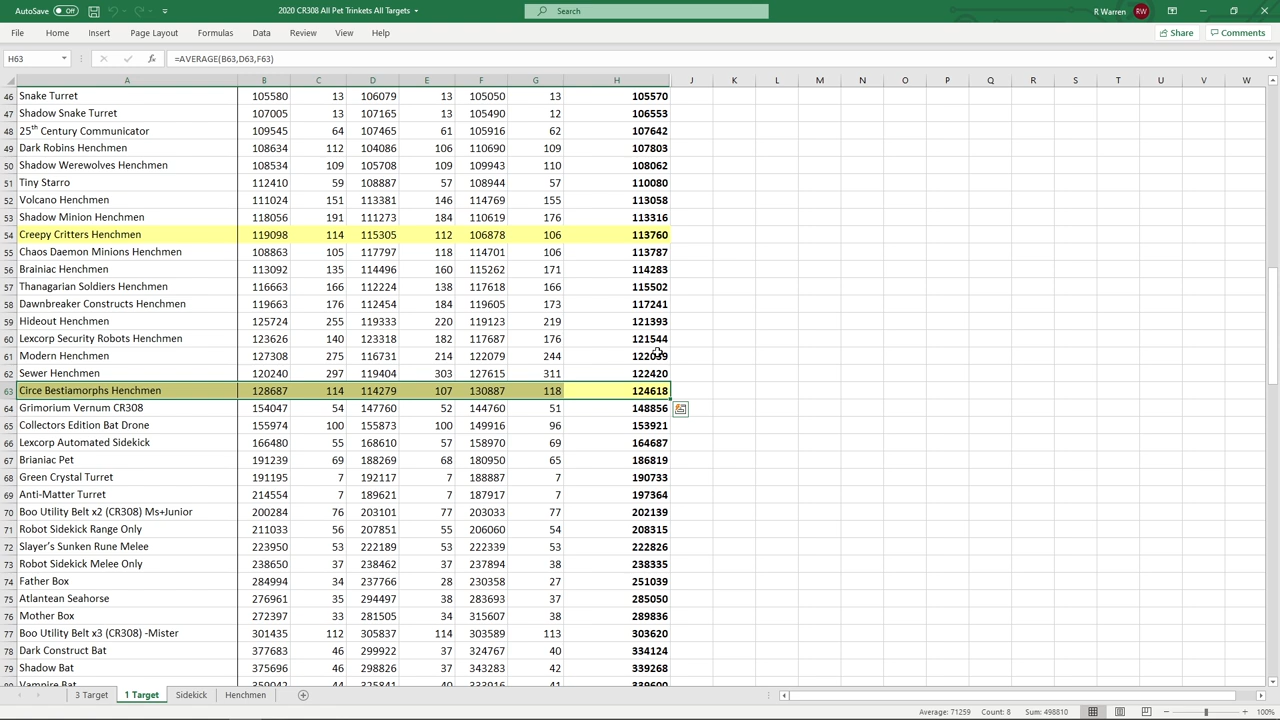 AutoSave Off 2020 CR308 All Pet Trinkets All Targets Search R Warren RW
File Home Insert Page Layout Formulas Data Review View Help Share Comments
H63 fx =AVERAGE(B63,D63,F63)
A B C D E F G H J K L M N O P Q R S T U V W
46 Snake Turret 105580 13 106079 13 105050 13 105570
47 Shadow Snake Turret 107005 13 107165 13 105490 12 106553
48 25th Century Communicator 109545 64 107465 61 105916 62 107642
49 Dark Robins Henchmen 108634 112 104086 106 110690 109 107803
50 Shadow Werewolves Henchmen 108534 109 105708 109 109943 110 108062
51 Tiny Starro 112410 59 108887 57 108944 57 110080
52 Volcano Henchmen 111024 151 113381 146 114769 155 113058
53 Shadow Minion Henchmen 118056 191 111273 184 110619 176 113316
54 Creepy Critters Henchmen 119098 114 115305 112 106878 106 113760
55 Chaos Daemon Minions Henchmen 108863 105 117797 118 114701 106 113787
56 Brainiac Henchmen 113092 135 114496 160 115262 171 114283
57 Thanagarian Soldiers Henchmen 116663 166 112224 138 117618 166 115502
58 Dawnbreaker Constructs Henchmen 119663 176 112454 184 119605 173 117241
59 Hideout Henchmen 125724 255 119333 220 119123 219 121393
60 Lexcorp Security Robots Henchmen 123626 140 123318 182 117687 176 121544
61 Modern Henchmen 127308 275 116731 214 122079 244 122039
62 Sewer Henchmen 120240 297 119404 303 127615 311 122420
63 Circe Bestiamorphs Henchmen 128687 114 114279 107 130887 118 124618
64 Grimorium Vernum CR308 154047 54 147760 52 144760 51 148856
65 Collectors Edition Bat Drone 155974 100 155873 100 149916 96 153921
66 Lexcorp Automated Sidekick 166480 55 168610 57 158970 69 164687
67 Brianiac Pet 191239 69 188269 68 180950 65 186819
68 Green Crystal Turret 191195 7 192117 7 188887 7 190733
69 Anti-Matter Turret 214554 7 189621 7 187917 7 197364
70 Boo Utility Belt x2 (CR308) Ms+Junior 200284 76 203101 77 203033 77 202139
71 Robot Sidekick Range Only 211033 56 207851 55 206060 54 208315
72 Slayer's Sunken Rune Melee 223950 53 222189 53 222339 53 222826
73 Robot Sidekick Melee Only 238650 37 238462 37 237894 38 238335
74 Father Box 284994 34 237766 28 230358 27 251039
75 Atlantean Seahorse 276961 35 294497 38 283693 37 285050
76 Mother Box 272397 33 281505 34 315607 38 289836
77 Boo Utility Belt x3 (CR308) -Mister 301435 112 305837 114 303589 113 303620
78 Dark Construct Bat 377683 46 299922 37 324767 40 334124
79 Shadow Bat 375696 46 298826 37 343283 42 339268
80 Vampire Bat 359042 44 325841 40 333916 41 339600
3 Target 1 Target Sidekick Henchmen
Average: 71259 Count: 8 Sum: 498810 100%